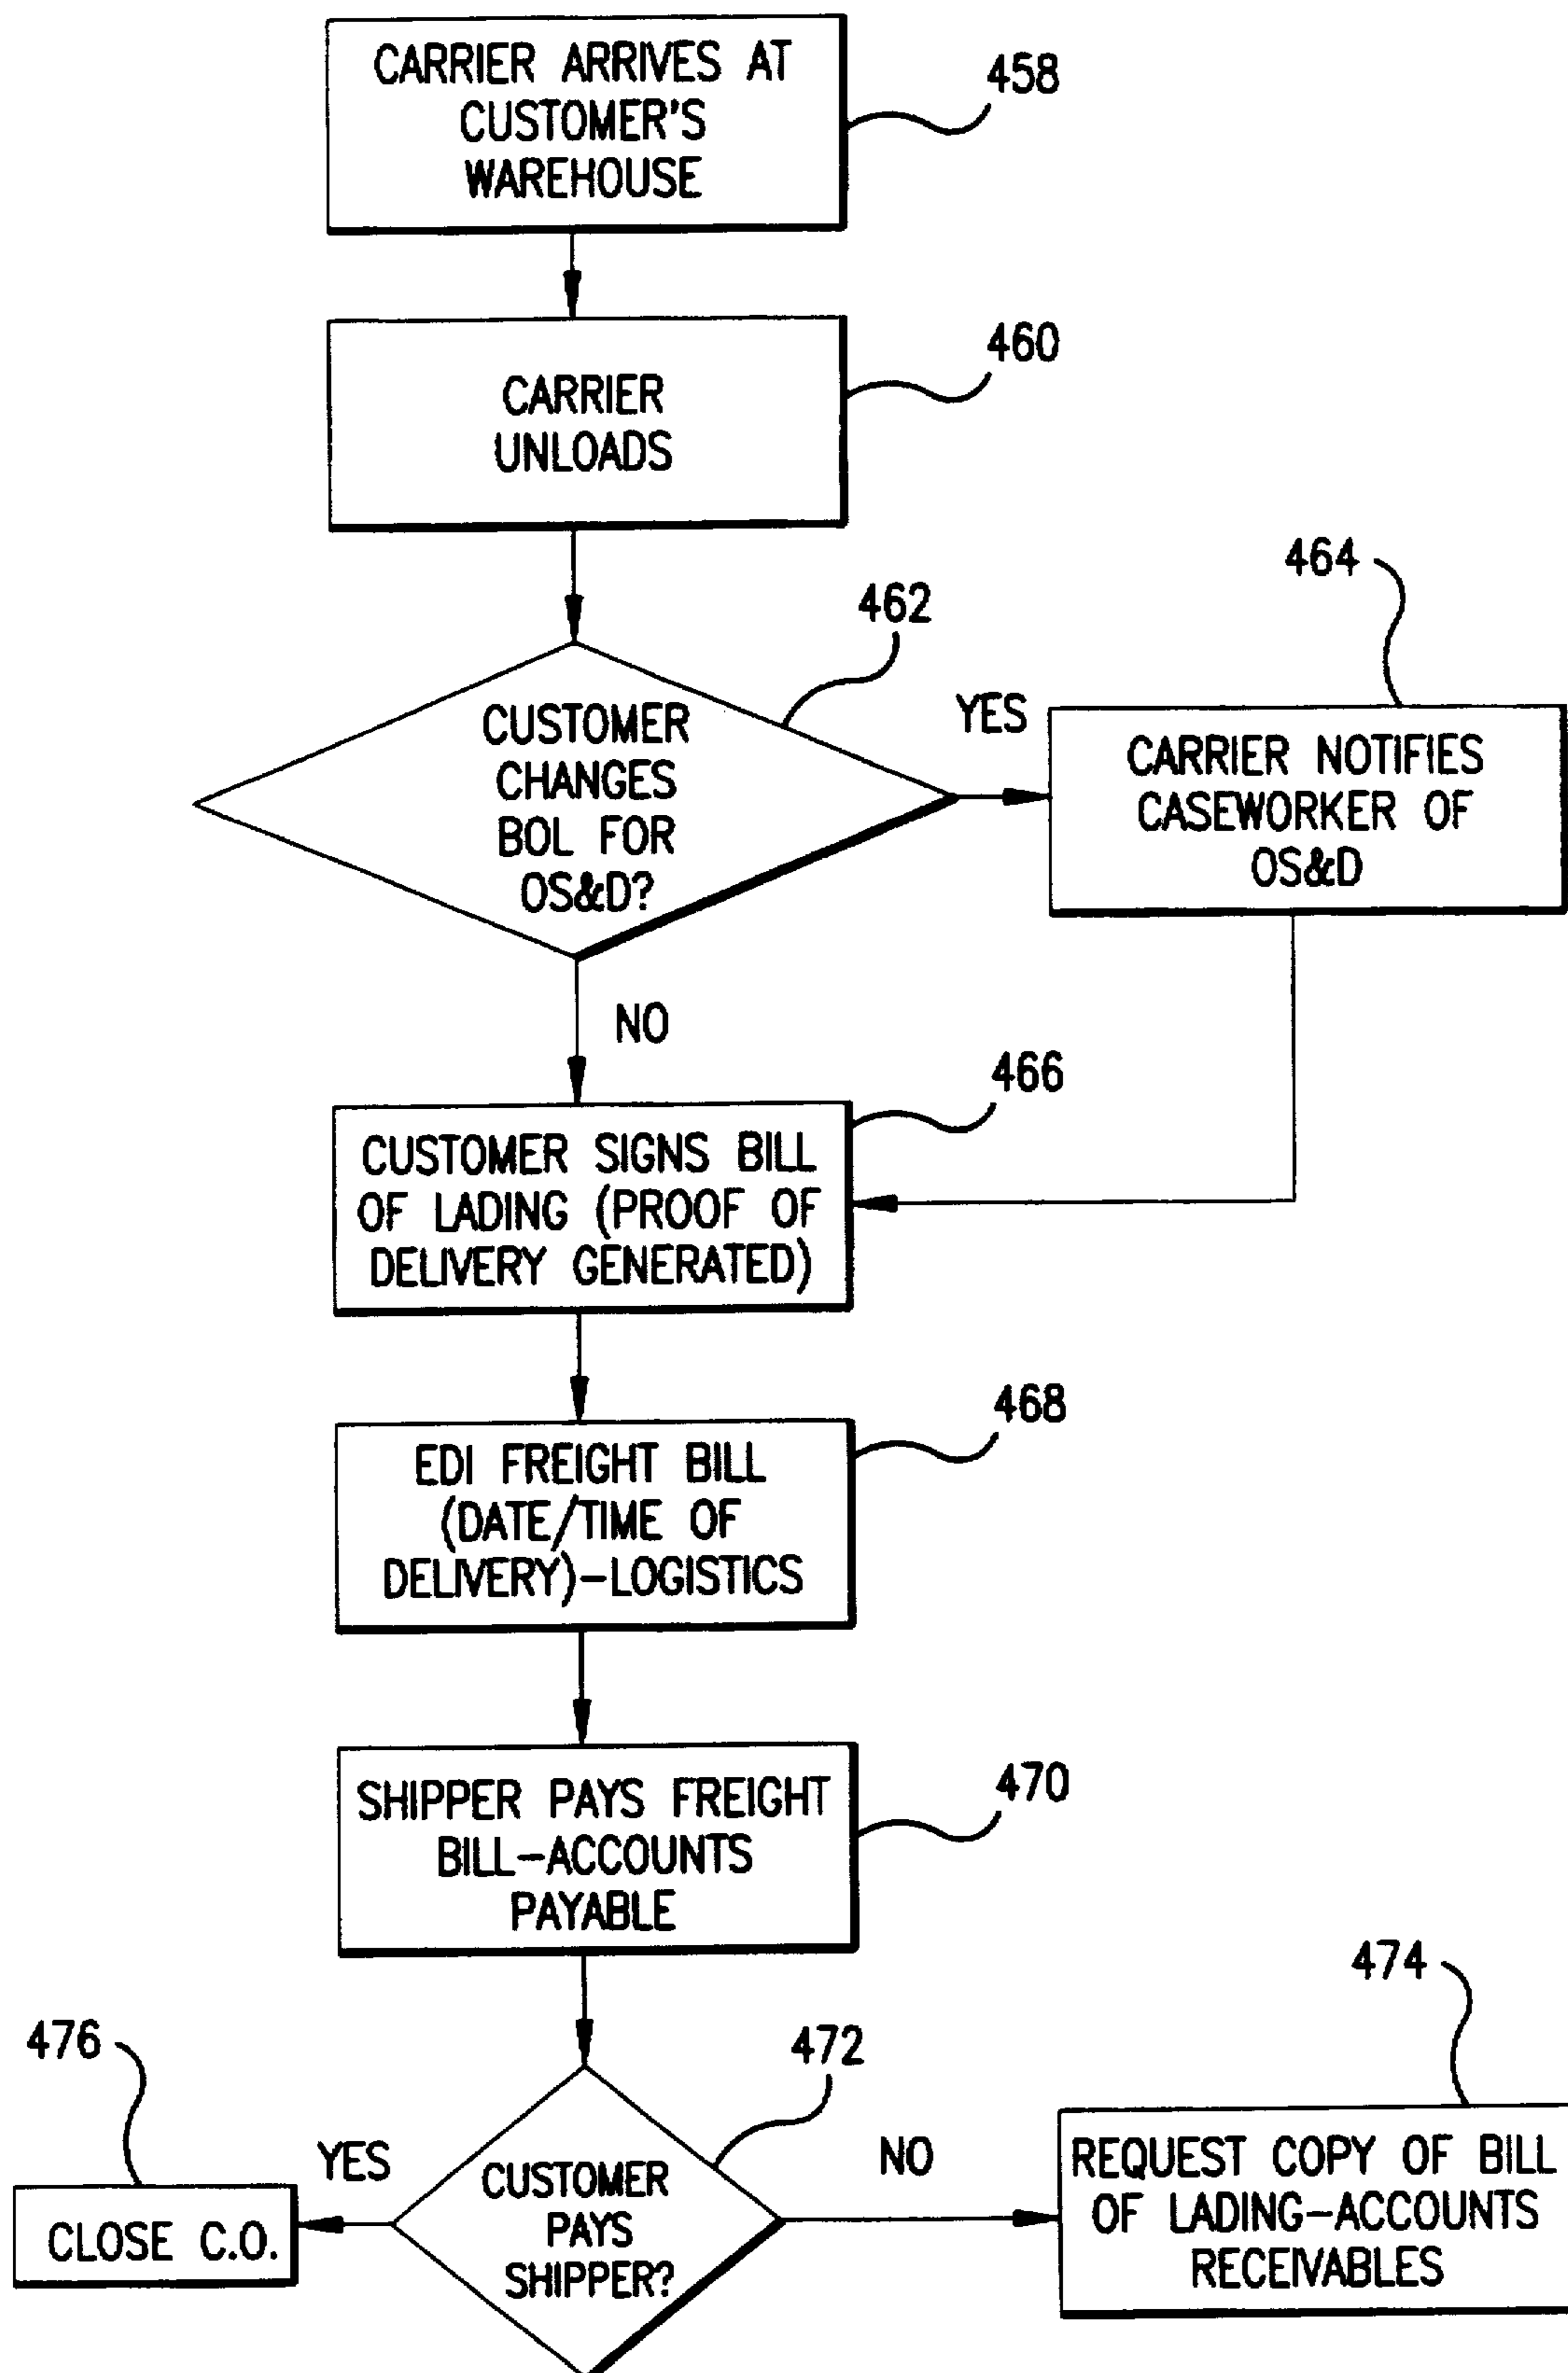 CARRIER ARRIVES AT
CUSTOMER'S
WAREHOUSE
458
CARRIER
UNLOADS
460
CUSTOMER
CHANGES
BOL FOR
OS&D?
462
YES
464
CARRIER NOTIFIES
CASEWORKER OF
OS&D
NO
466
CUSTOMER SIGNS BILL
OF LADING (PROOF OF
DELIVERY GENERATED)
468
EDI FREIGHT BILL
(DATE/TIME OF
DELIVERY)-LOGISTICS
470
SHIPPER PAYS FREIGHT
BILL-ACCOUNTS
PAYABLE
472
CUSTOMER
PAYS
SHIPPER?
YES
476
CLOSE C.O.
NO
474
REQUEST COPY OF BILL
OF LADING-ACCOUNTS
RECEIVABLES